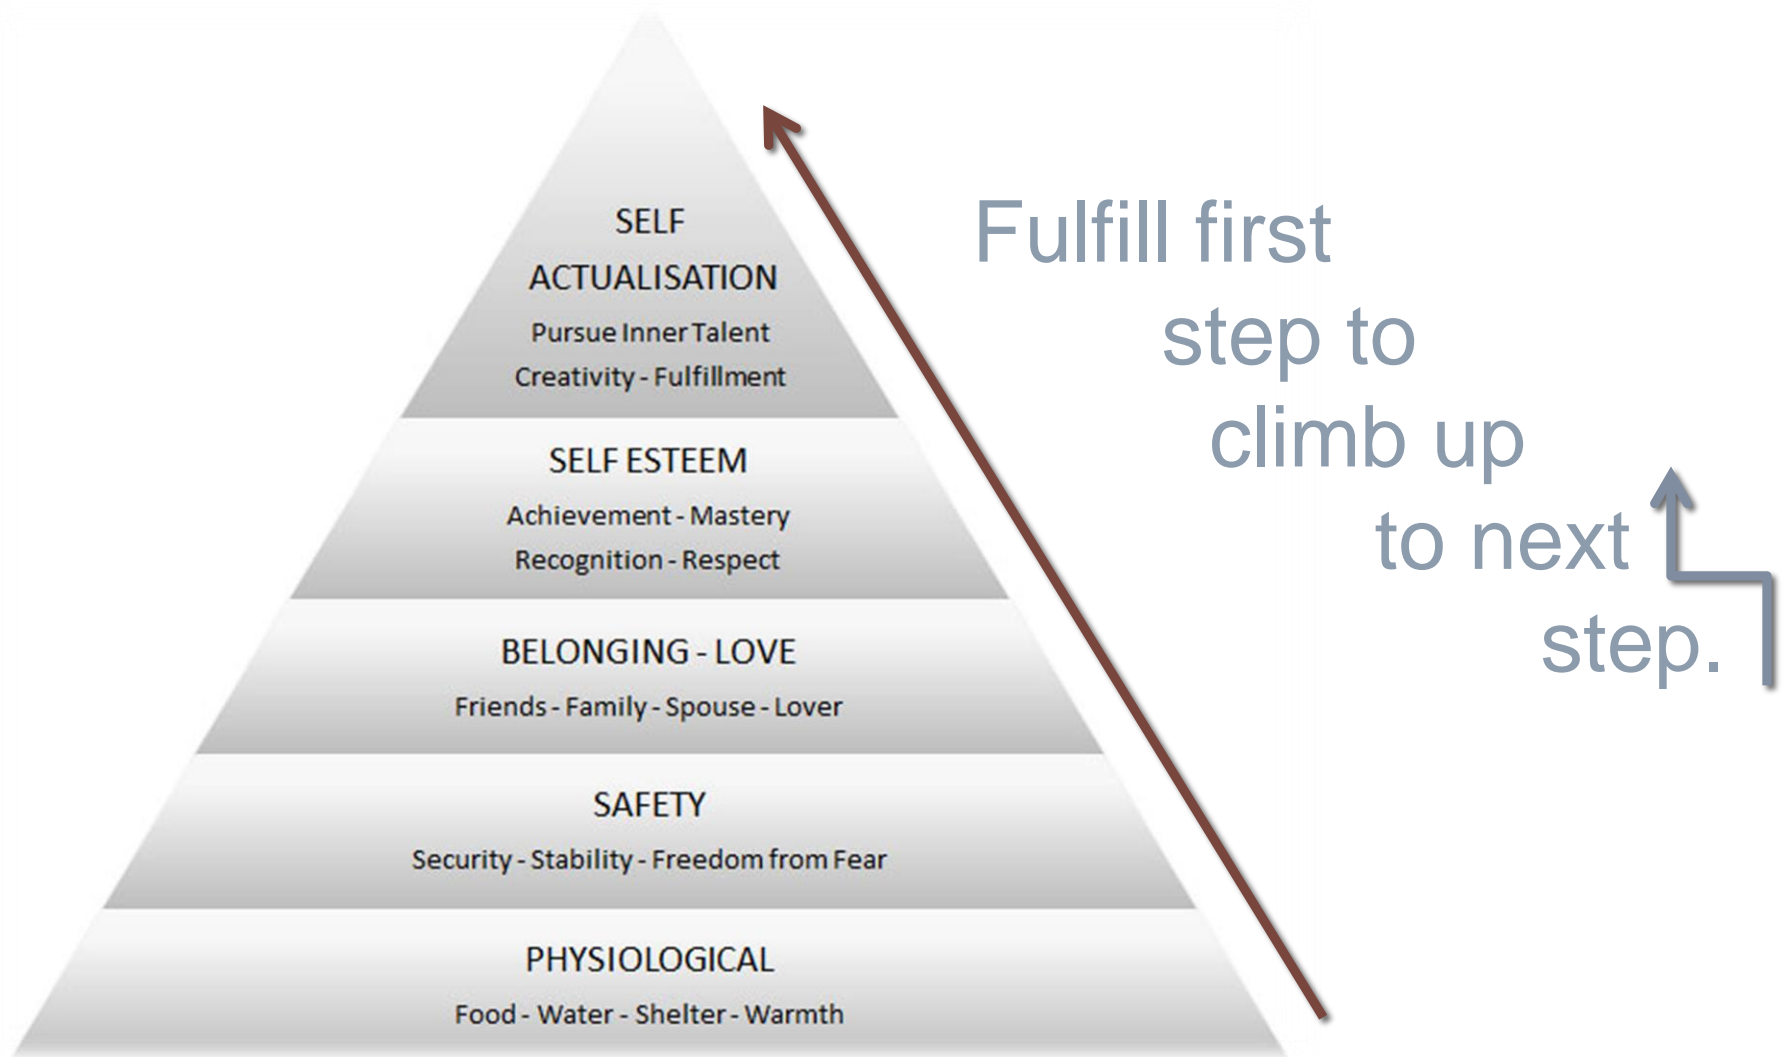 SELF
ACTUALISATION
Pursue Inner Talent
Creativity - Fulfillment
SELF ESTEEM
Achievement - Mastery
Recognition - Respect
BELONGING - LOVE
Friends - Family - Spouse - Lover
SAFETY
Security - Stability - Freedom from Fear
PHYSIOLOGICAL
Food - Water - Shelter - Warmth
Fulfill first
step to
climb up
to next
step.